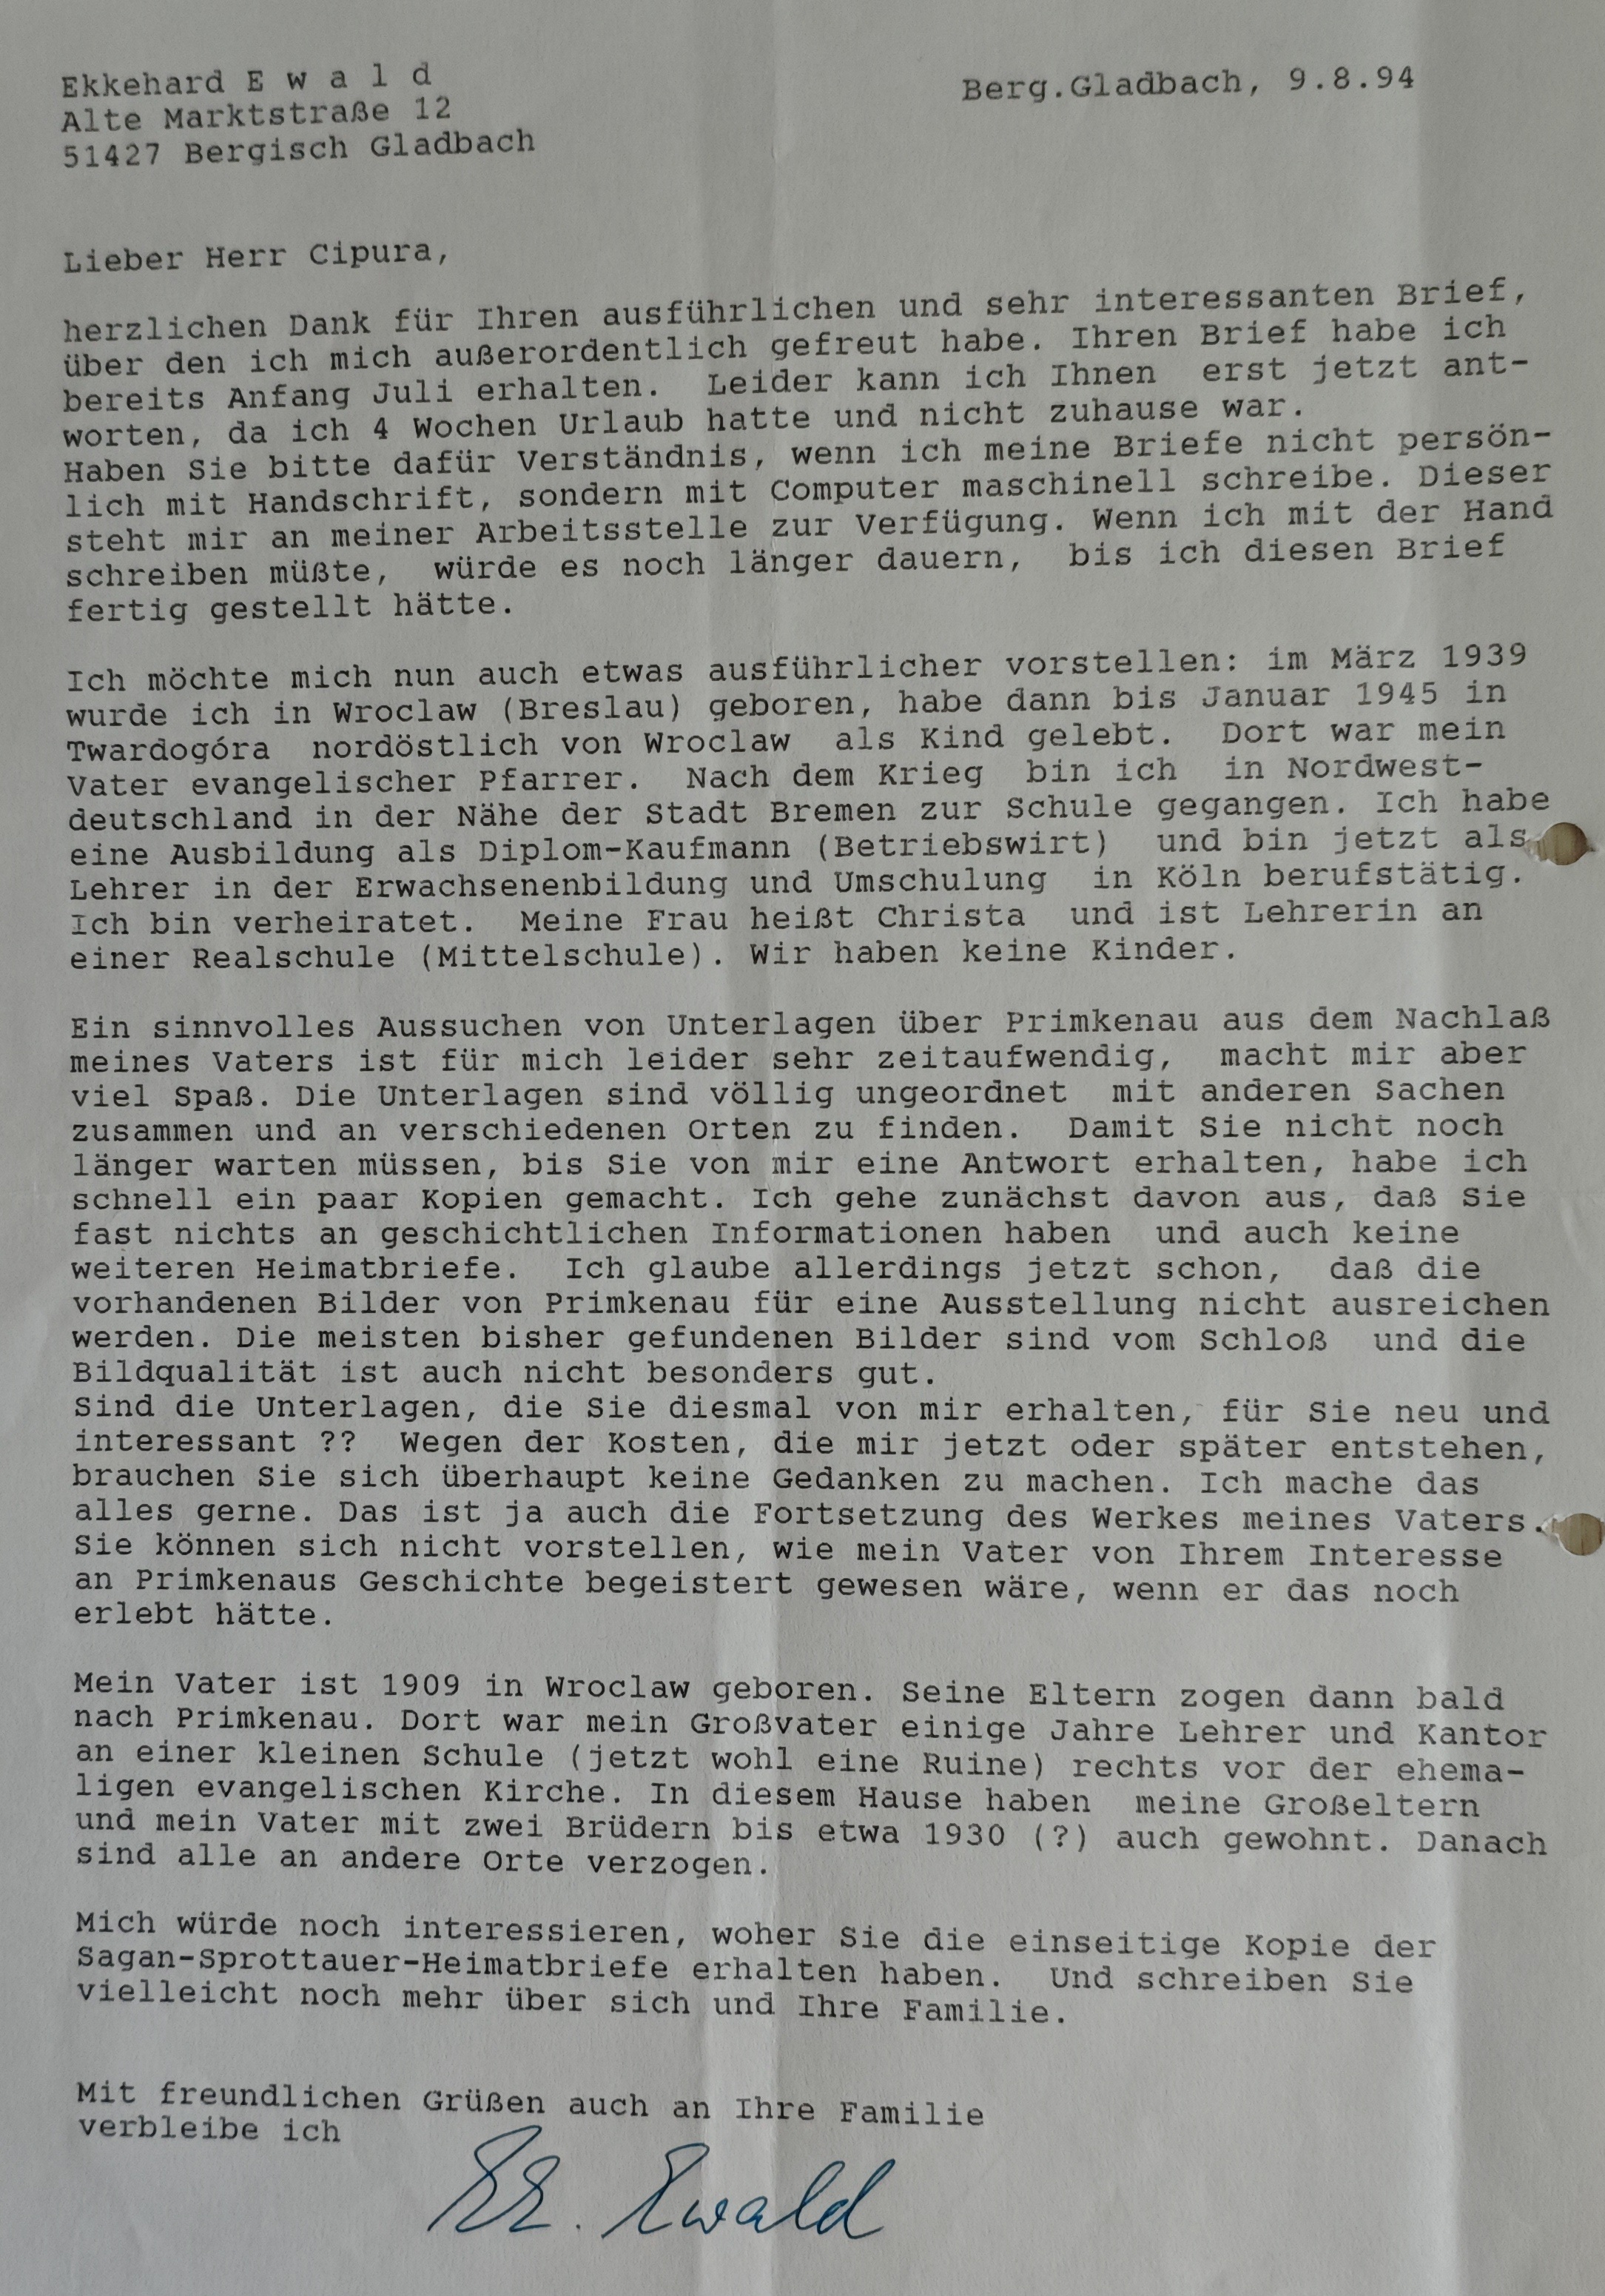 Ekkehard E w a l d
Alte Marktstraße 12
51427 Bergisch Gladbach
Berg.Gladbach, 9.8.94
Lieber Herr Cipura,
herzlichen Dank für Ihren ausführlichen und sehr interessanten Brief,
über den ich mich außerordentlich gefreut habe. Ihren Brief habe ich
bereits Anfang Juli erhalten. Leider kann ich Ihnen erst jetzt ant-
worten, da ich 4 Wochen Urlaub hatte und nicht zuhause war.
Haben Sie bitte dafür Verständnis, wenn ich meine Briefe nicht persön-
lich mit Handschrift, sondern mit Computer maschinell schreibe. Dieser
steht mir an meiner Arbeitsstelle zur Verfügung. Wenn ich mit der Hand
schreiben müßte, würde es noch länger dauern, bis ich diesen Brief
fertig gestellt hätte.
Ich möchte mich nun auch etwas ausführlicher vorstellen: im März 1939
wurde ich in Wroclaw (Breslau) geboren, habe dann bis Januar 1945 in
Twardogóra nordöstlich von Wroclaw als Kind gelebt. Dort war mein
Vater evangelischer Pfarrer. Nach dem Krieg bin ich in Nordwest-
deutschland in der Nähe der Stadt Bremen zur Schule gegangen. Ich habe
eine Ausbildung als Diplom-Kaufmann (Betriebswirt) und bin jetzt als
Lehrer in der Erwachsenenbildung und Umschulung in Köln berufstätig.
Ich bin verheiratet. Meine Frau heißt Christa und ist Lehrerin an
einer Realschule (Mittelschule). Wir haben keine Kinder.
Ein sinnvolles Aussuchen von Unterlagen über Primkenau aus dem Nachlaß
meines Vaters ist für mich leider sehr zeitaufwendig, macht mir aber
viel Spaß. Die Unterlagen sind völlig ungeordnet mit anderen Sachen
zusammen und an verschiedenen Orten zu finden. Damit Sie nicht noch
länger warten müssen, bis Sie von mir eine Antwort erhalten, habe ich
schnell ein paar Kopien gemacht. Ich gehe zunächst davon aus, daß Sie
fast nichts an geschichtlichen Informationen haben und auch keine
weiteren Heimatbriefe. Ich glaube allerdings jetzt schon, daß die
vorhandenen Bilder von Primkenau für eine Ausstellung nicht ausreichen
werden. Die meisten bisher gefundenen Bilder sind vom Schloß und die
Bildqualität ist auch nicht besonders gut.
Sind die Unterlagen, die Sie diesmal von mir erhalten, für Sie neu und
interessant ?? Wegen der Kosten, die mir jetzt oder später entstehen,
brauchen Sie sich überhaupt keine Gedanken zu machen. Ich mache das
alles gerne. Das ist ja auch die Fortsetzung des Werkes meines Vaters.
Sie können sich nicht vorstellen, wie mein Vater von Ihrem Interesse
an Primkenaus Geschichte begeistert gewesen wäre, wenn er das noch
erlebt hätte.
Mein Vater ist 1909 in Wroclaw geboren. Seine Eltern zogen dann bald
nach Primkenau. Dort war mein Großvater einige Jahre Lehrer und Kantor
an einer kleinen Schule (jetzt wohl eine Ruine) rechts vor der ehema-
ligen evangelischen Kirche. In diesem Hause haben meine Großeltern
und mein Vater mit zwei Brüdern bis etwa 1930 (?) auch gewohnt. Danach
sind alle an andere Orte verzogen.
Mich würde noch interessieren, woher Sie die einseitige Kopie der
Sagan-Sprottauer-Heimatbriefe erhalten haben. Und schreiben Sie
vielleicht noch mehr über sich und Ihre Familie.
Mit freundlichen Grüßen auch an Ihre Familie
verbleibe ich
Ewald